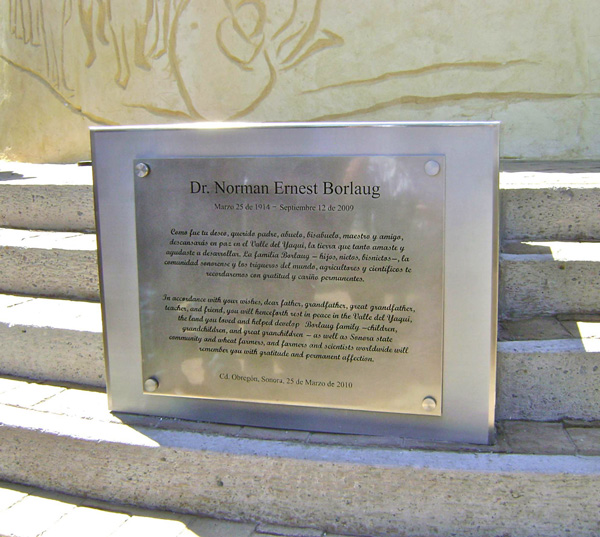 Dr. Norman Ernest Borlaug
Marzo 25 de 1914 – Septiembre 12 de 2009
Como fue tu deseo, querido padre, abuelo, bisabuelo, maestro y amigo,
descansarás en paz en el Valle del Yaqui, la tierra que tanto amaste y
ayudaste a desarrollar. La familia Borlaug – hijos, nietos, bisnietos–, la
comunidad sonorense y los trigueros del mundo, agricultores y científicos te
recordaremos con gratitud y cariño permanentes.
In accordance with your wishes, dear father, grandfather, great grandfather,
teacher, and friend, you will henceforth rest in peace in the Valle del Yaqui,
the land you loved and helped develop  Borlaug family –children,
grandchildren, and great grandchildren – as well as Sonora state
community and wheat farmers, and farmers and scientists worldwide will
remember you with gratitude and permanent affection.
Cd. Obregón, Sonora, 25 de Marzo de 2010